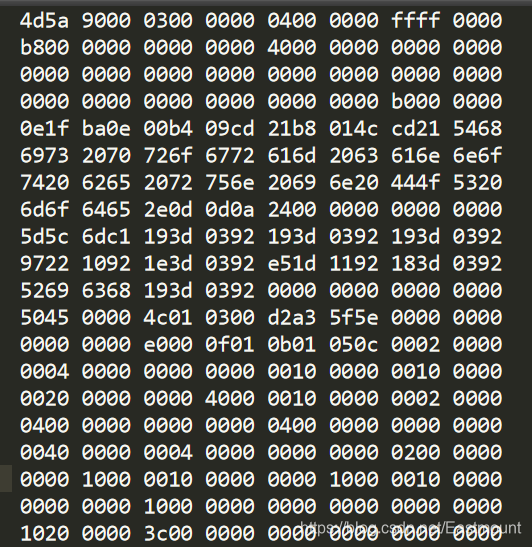 4d5a 9000 0300 0000 0400 0000 ffff 0000
b800 0000 0000 0000 4000 0000 0000 0000
0000 0000 0000 0000 0000 0000 0000 0000
0000 0000 0000 0000 0000 0000 b000 0000
0e1f ba0e 00b4 09cd 21b8 014c cd21 5468
6973 2070 726f 6772 616d 2063 616e 6e6f
7420 6265 2072 756e 2069 6e20 444f 5320
6d6f 6465 2e0d 0d0a 2400 0000 0000 0000
5d5c 6dc1 193d 0392 193d 0392 193d 0392
9722 1092 1e3d 0392 e51d 1192 183d 0392
5269 6368 193d 0392 0000 0000 0000 0000
5045 0000 4c01 0300 d2a3 5f5e 0000 0000
0000 0000 e000 0f01 0b01 050c 0002 0000
0004 0000 0000 0000 0010 0000 0010 0000
0020 0000 0000 4000 0010 0000 0002 0000
0400 0000 0000 0000 0400 0000 0000 0000
0040 0000 0004 0000 0000 0000 0200 0000
0000 1000 0010 0000 0000 1000 0010 0000
0000 0000 1000 0000 0000 0000 0000 0000
1020 0000 3c00 0000 0000 0000 0000 0000
https://blog.csdn.net/Eastmount